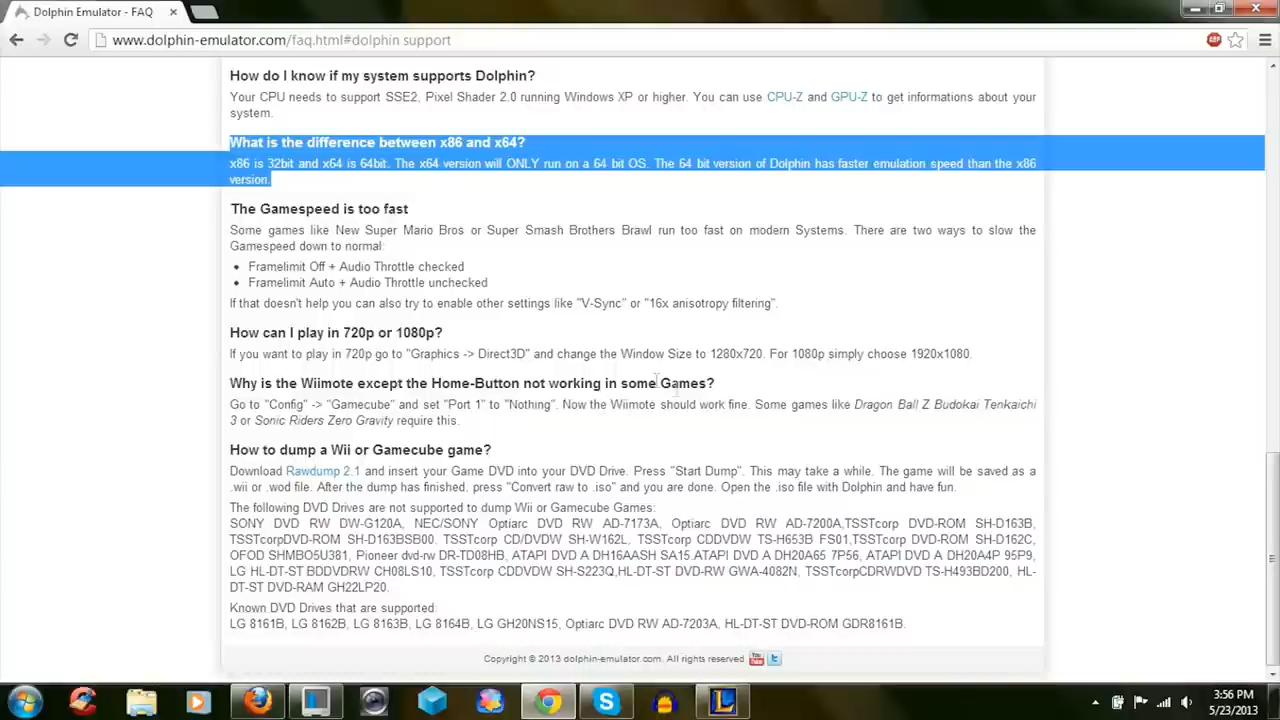 Dolphin Emulator - FAQ
www.dolphin-emulator.com/faq.html#dolphin support
ABP
How do I know if my system supports Dolphin?
Your CPU needs to support SSE2, Pixel Shader 2.0 running Windows XP or higher. You can use CPU-Z and GPU-Z to get informations about your
system.
What is the difference between x86 and x64?
x86 is 32bit and x64 is 64bit. The x64 version will ONLY run on a 64 bit OS. The 64 bit version of Dolphin has faster emulation speed than the x86
version.
The Gamespeed is too fast
Some games like New Super Mario Bros or Super Smash Brothers Brawl run too fast on modern Systems. There are two ways to slow the
Gamespeed down to normal:
• Framelimit Off + Audio Throttle checked
• Framelimit Auto + Audio Throttle unchecked
If that doesn't help you can also try to enable other settings like "V-Sync" or "16x anisotropy filtering".
How can I play in 720p or 1080p?
If you want to play in 720p go to "Graphics -> Direct3D" and change the Window Size to 1280x720. For 1080p simply choose 1920x1080.
Why is the Wiimote except the Home-Button not working in some Games?
Go to "Config" -> "Gamecube" and set "Port 1" to "Nothing". Now the Wiimote should work fine. Some games like Dragon Ball Z Budokai Tenkaichi
3 or Sonic Riders Zero Gravity require this.
How to dump a Wii or Gamecube game?
Download Rawdump 2.1 and insert your Game DVD into your DVD Drive. Press "Start Dump". This may take a while. The game will be saved as a
.wii or .wod file. After the dump has finished, press "Convert raw to .iso" and you are done. Open the .iso file with Dolphin and have fun.
The following DVD Drives are not supported to dump Wii or Gamecube Games:
SONY DVD RW DW-G120A, NEC/SONY Optiarc DVD RW AD-7173A, Optiarc DVD RW AD-7200A,TSSTcorp DVD-ROM SH-D163B,
TSSTcorpDVD-ROM SH-D163BSB00. TSSTcorp CD/DVDW SH-W162L, TSSTcorp CDDVDW TS-H653B FS01,TSSTcorp DVD-ROM SH-D162C,
OFOD SHMBO5U381, Pioneer dvd-rw DR-TD08HB, ATAPI DVD A DH16AASH SA15.ATAPI DVD A DH20A65 7P56, ATAPI DVD A DH20A4P 95P9,
LG HL-DT-ST BDDVDRW CH08LS10, TSSTcorp CDDVDW SH-S223Q,HL-DT-ST DVD-RW GWA-4082N, TSSTcorpCDRWDVD TS-H493BD200, HL-
DT-ST DVD-RAM GH22LP20.
Known DVD Drives that are supported:
LG 8161B, LG 8162B, LG 8163B, LG 8164B, LG GH20NS15, Optiarc DVD RW AD-7203A, HL-DT-ST DVD-ROM GDR8161B.
Copyright © 2013 dolphin-emulator.com. All rights reserved You Tube
3:56 PM
5/23/2013